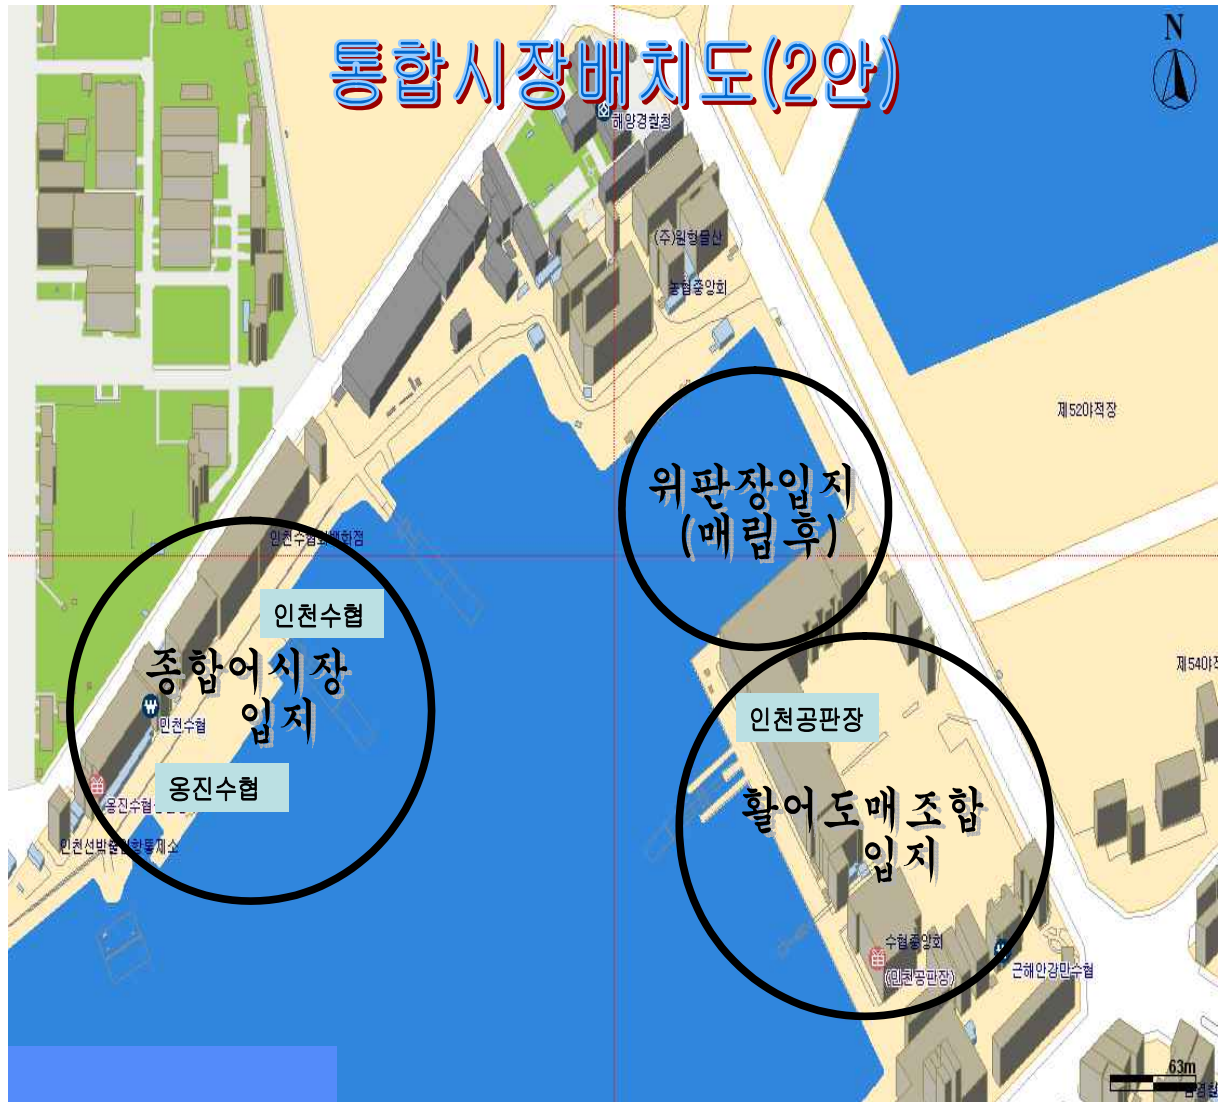 통합시장배치도(2안)
N
해양경찰청
(주)원형물산
농협중앙회
제52야적장
위판장입지
(매립후)
인천수협
종합어시장
입지
인천수협
옹진수협
인천공판장
활어도매조합
입지
수협중앙회
(인천공판장)
근해안강만수협
63m